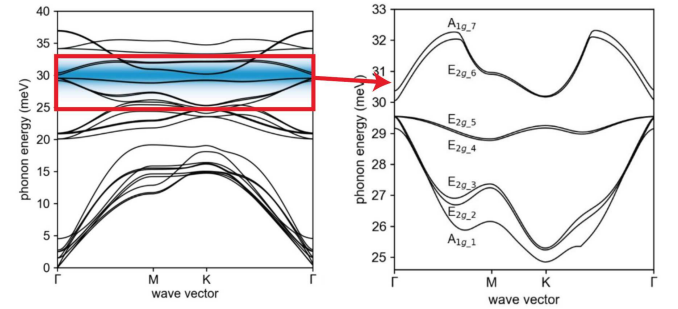 40
35
30
25
20
15
10
5
0
phonon energy (meV)
Γ M K Γ
wave vector
33
32
31
30
29
28
27
26
25
phonon energy (meV)
A1g_7
E2g_6
E2g_5
E2g_4
E2g_3
E2g_2
A1g_1
Γ M K Γ
wave vector